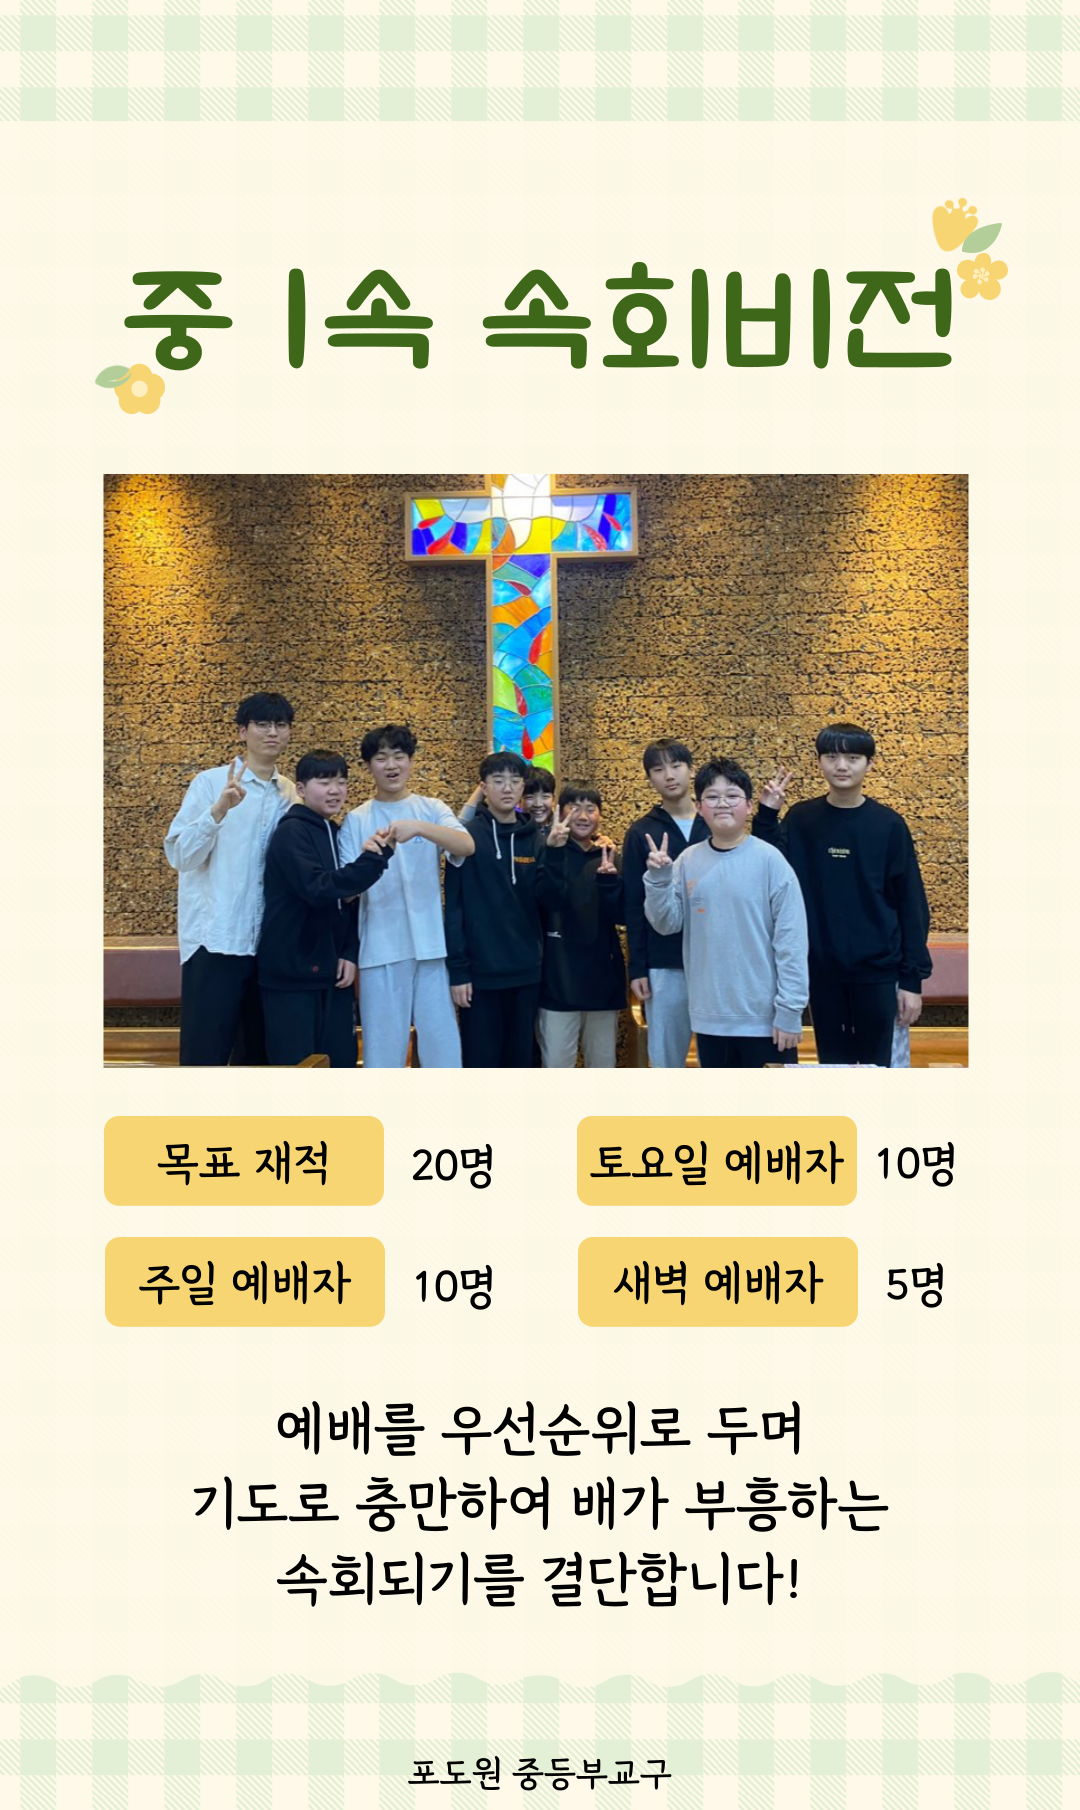 중 1속 속회비전
목표 재적 20명 토요일 예배자 10명
주일 예배자 10명 새벽 예배자 5명
예배를 우선순위로 두며
기도로 충만하여 배가 부흥하는
속회되기를 결단합니다!
포도원 중등부교구